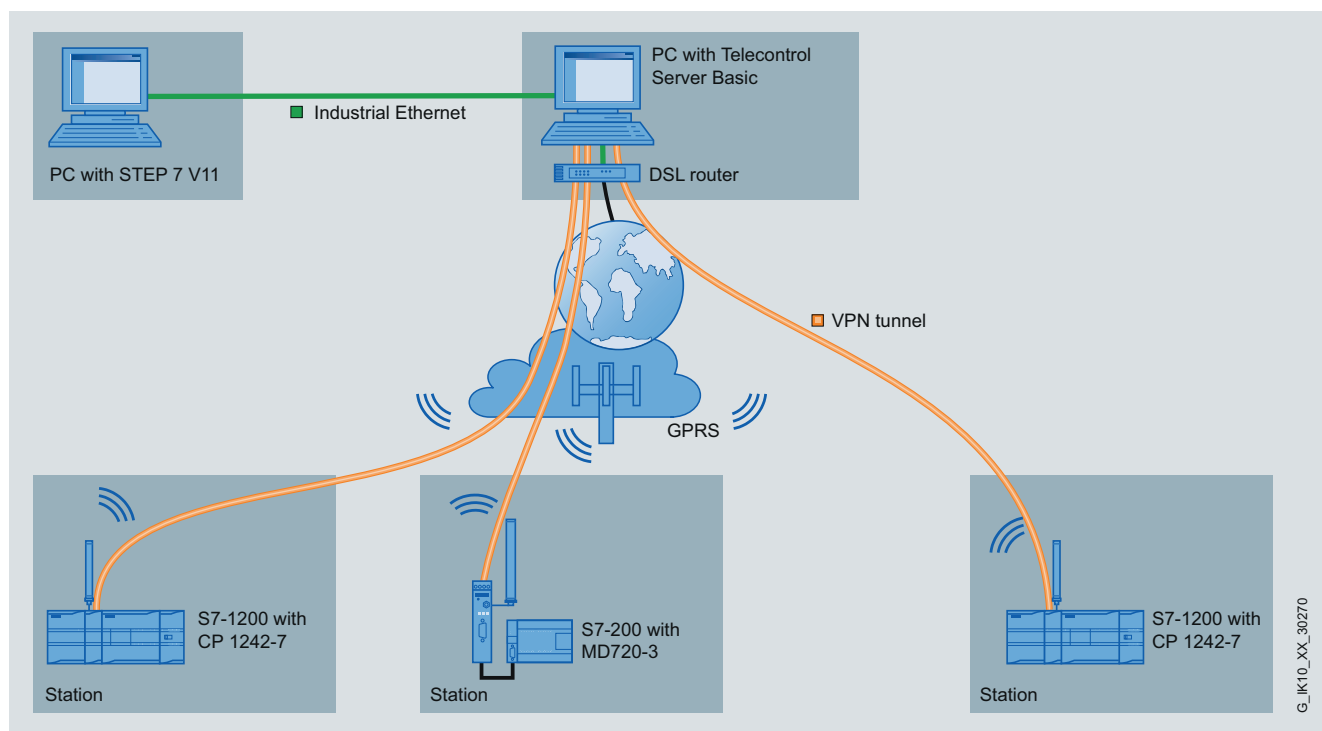 PC with STEP 7 V11
Industrial Ethernet
PC with Telecontrol
Server Basic
DSL router
VPN tunnel
GPRS
S7-1200 with
CP 1242-7
Station
S7-200 with
MD720-3
Station
S7-1200 with
CP 1242-7
Station
G_IK10_XX_30270